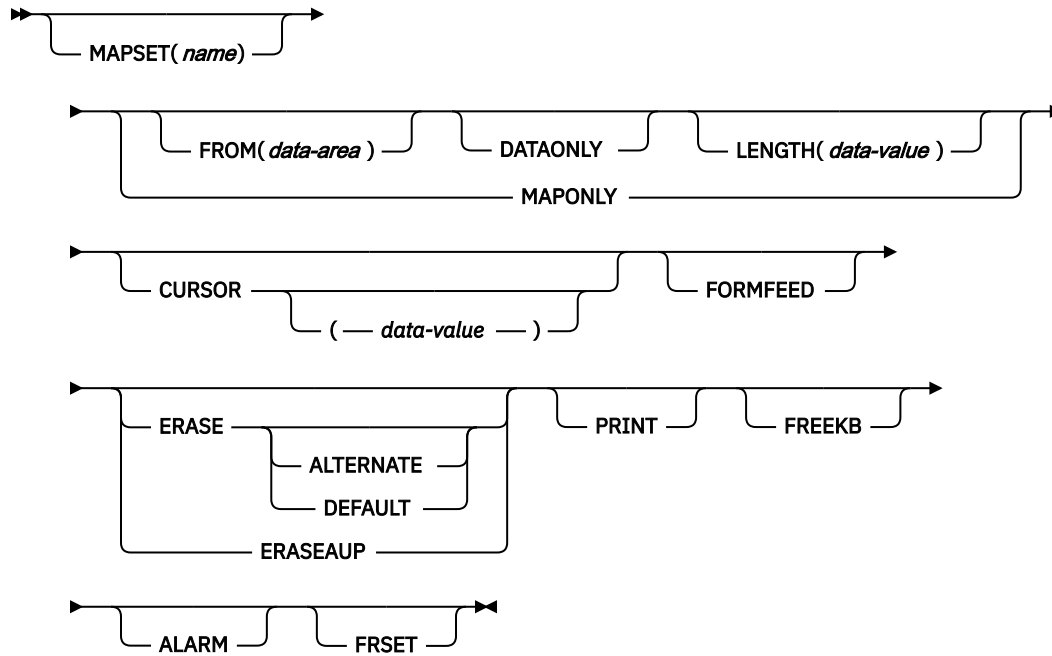 MAPSET( name)
FROM( data-area ) DATAONLY LENGTH( data-value )
MAPONLY
CURSOR FORMFEED
( data-value )
ERASE PRINT FREEKB
ALTERNATE
DEFAULT
ERASEAUP
ALARM FRSET